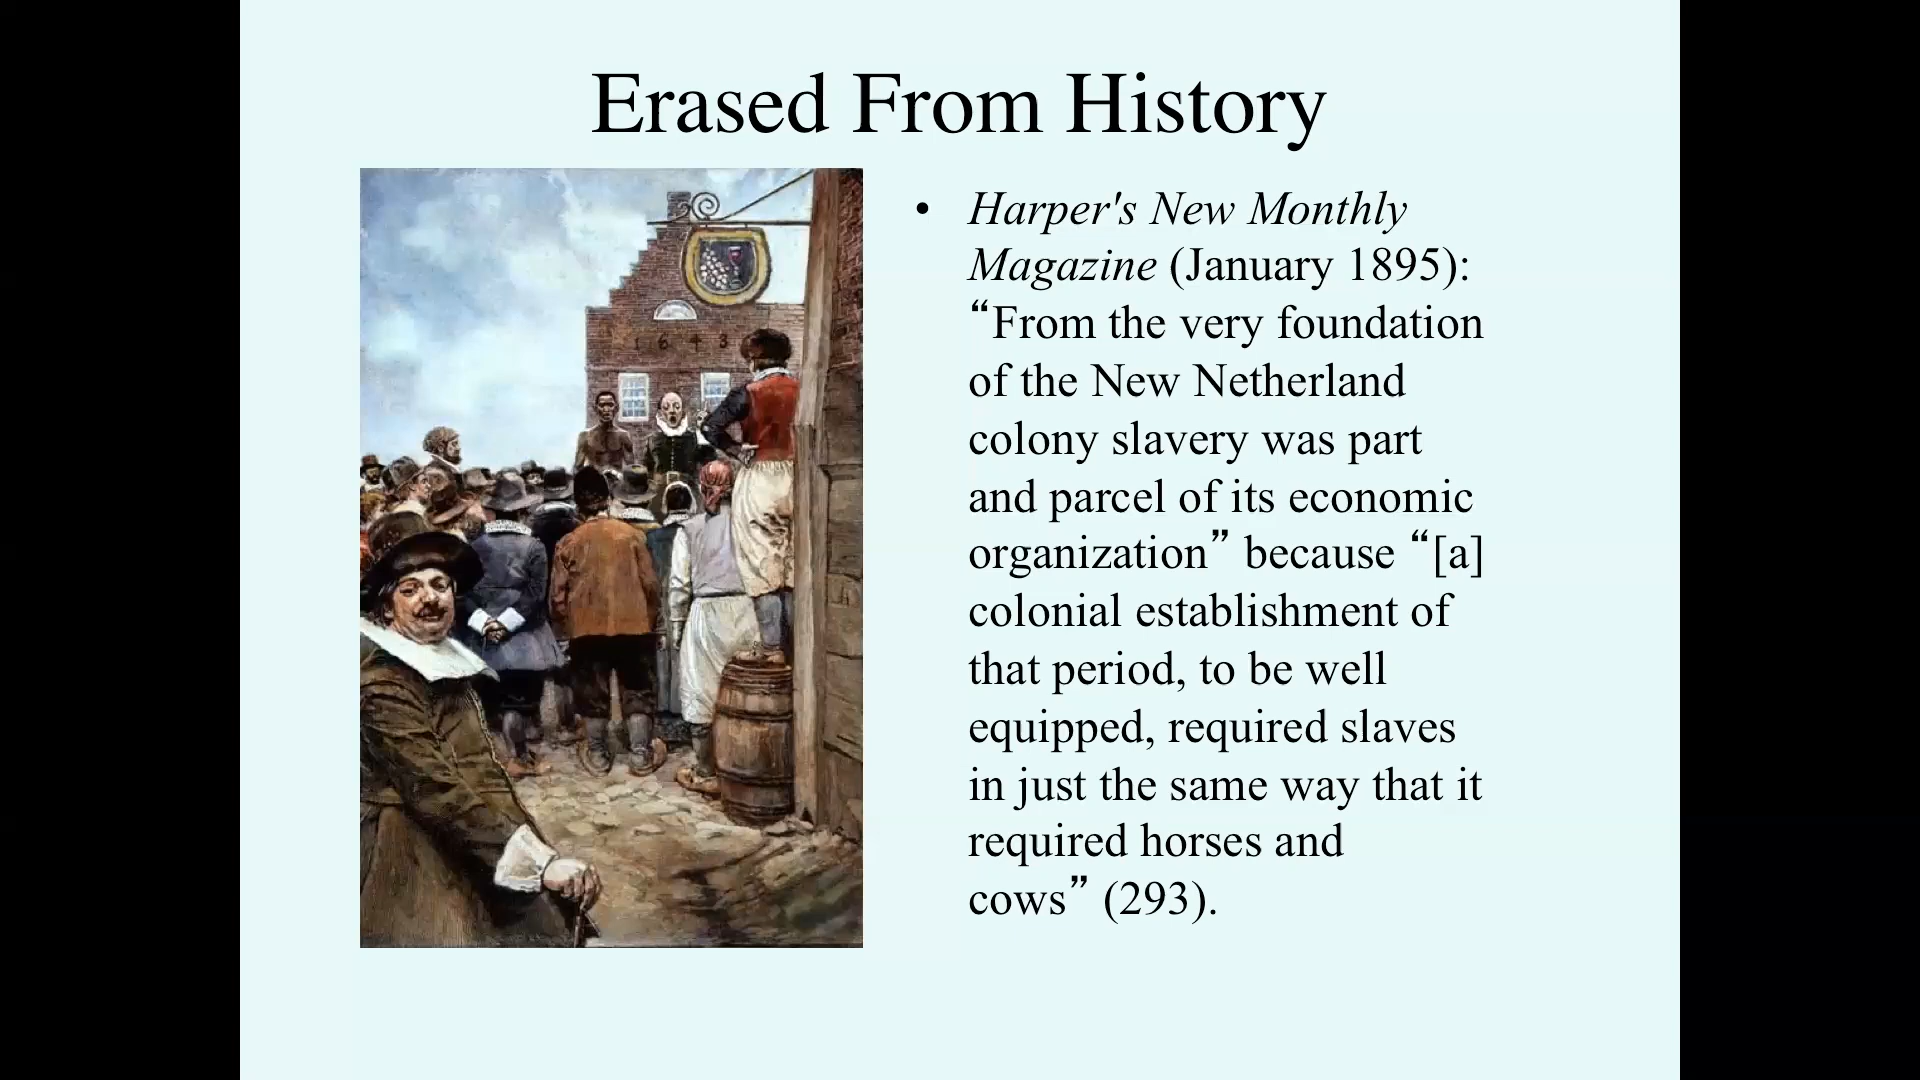 Erased From History
• Harper's New Monthly
Magazine (January 1895):
“From the very foundation
of the New Netherland
colony slavery was part
and parcel of its economic
organization” because “[a]
colonial establishment of
that period, to be well
equipped, required slaves
in just the same way that it
required horses and
cows” (293).
1643